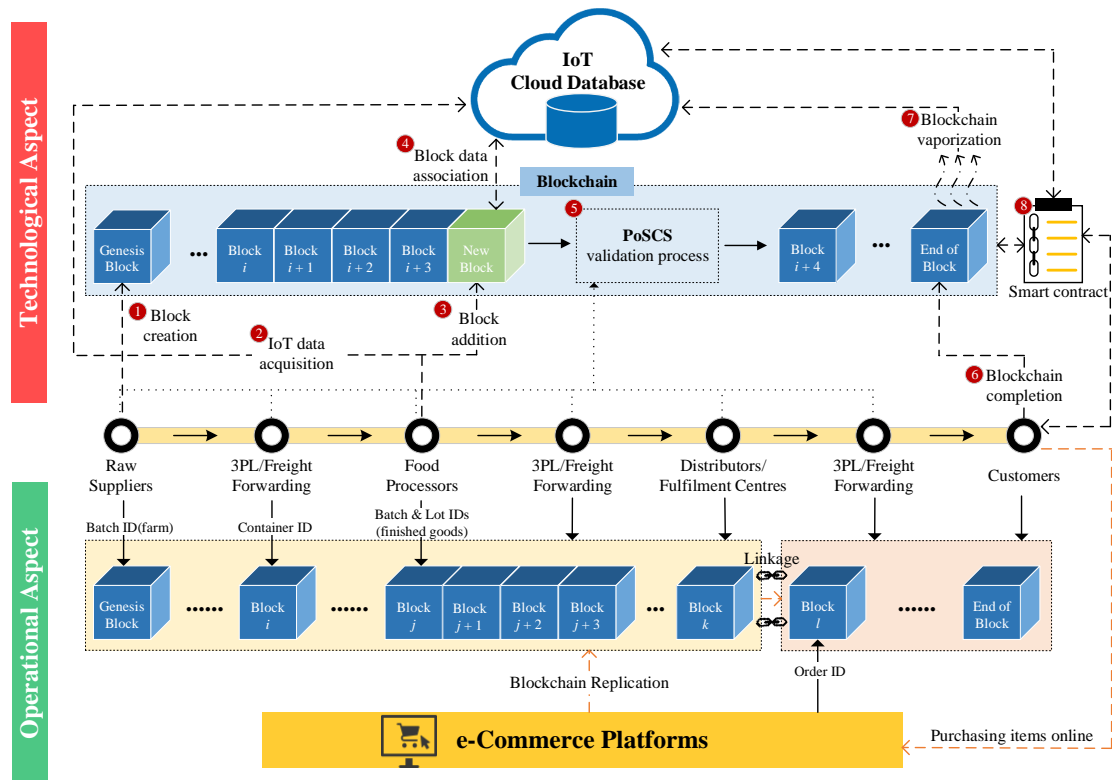 Technological Aspect
Operational Aspect
IoT
Cloud Database
7
Blockchain
vaporization
4
Block data
association
Blockchain
5
8
Genesis
Block
...
Block
i
Block
i + 1
Block
i + 2
Block
i + 3
New
Block
PoSCS
validation process
Block
i + 4
...
End of
Block
Smart contract
1
Block
creation
2
IoT data
acquisition
3
Block
addition
6
Blockchain
completion
Raw
Suppliers
3PL/Freight
Forwarding
Food
Processors
3PL/Freight
Forwarding
Distributors/
Fulfilment Centres
3PL/Freight
Forwarding
Customers
Batch ID(farm)
Container ID
Batch & Lot IDs
(finished goods)
Linkage
Genesis
Block
......
Block
i
......
Block
j
Block
j + 1
Block
j + 2
Block
j + 3
...
Block
k
Block
l
......
End of
Block
Blockchain Replication
Order ID
e-Commerce Platforms
Purchasing items online